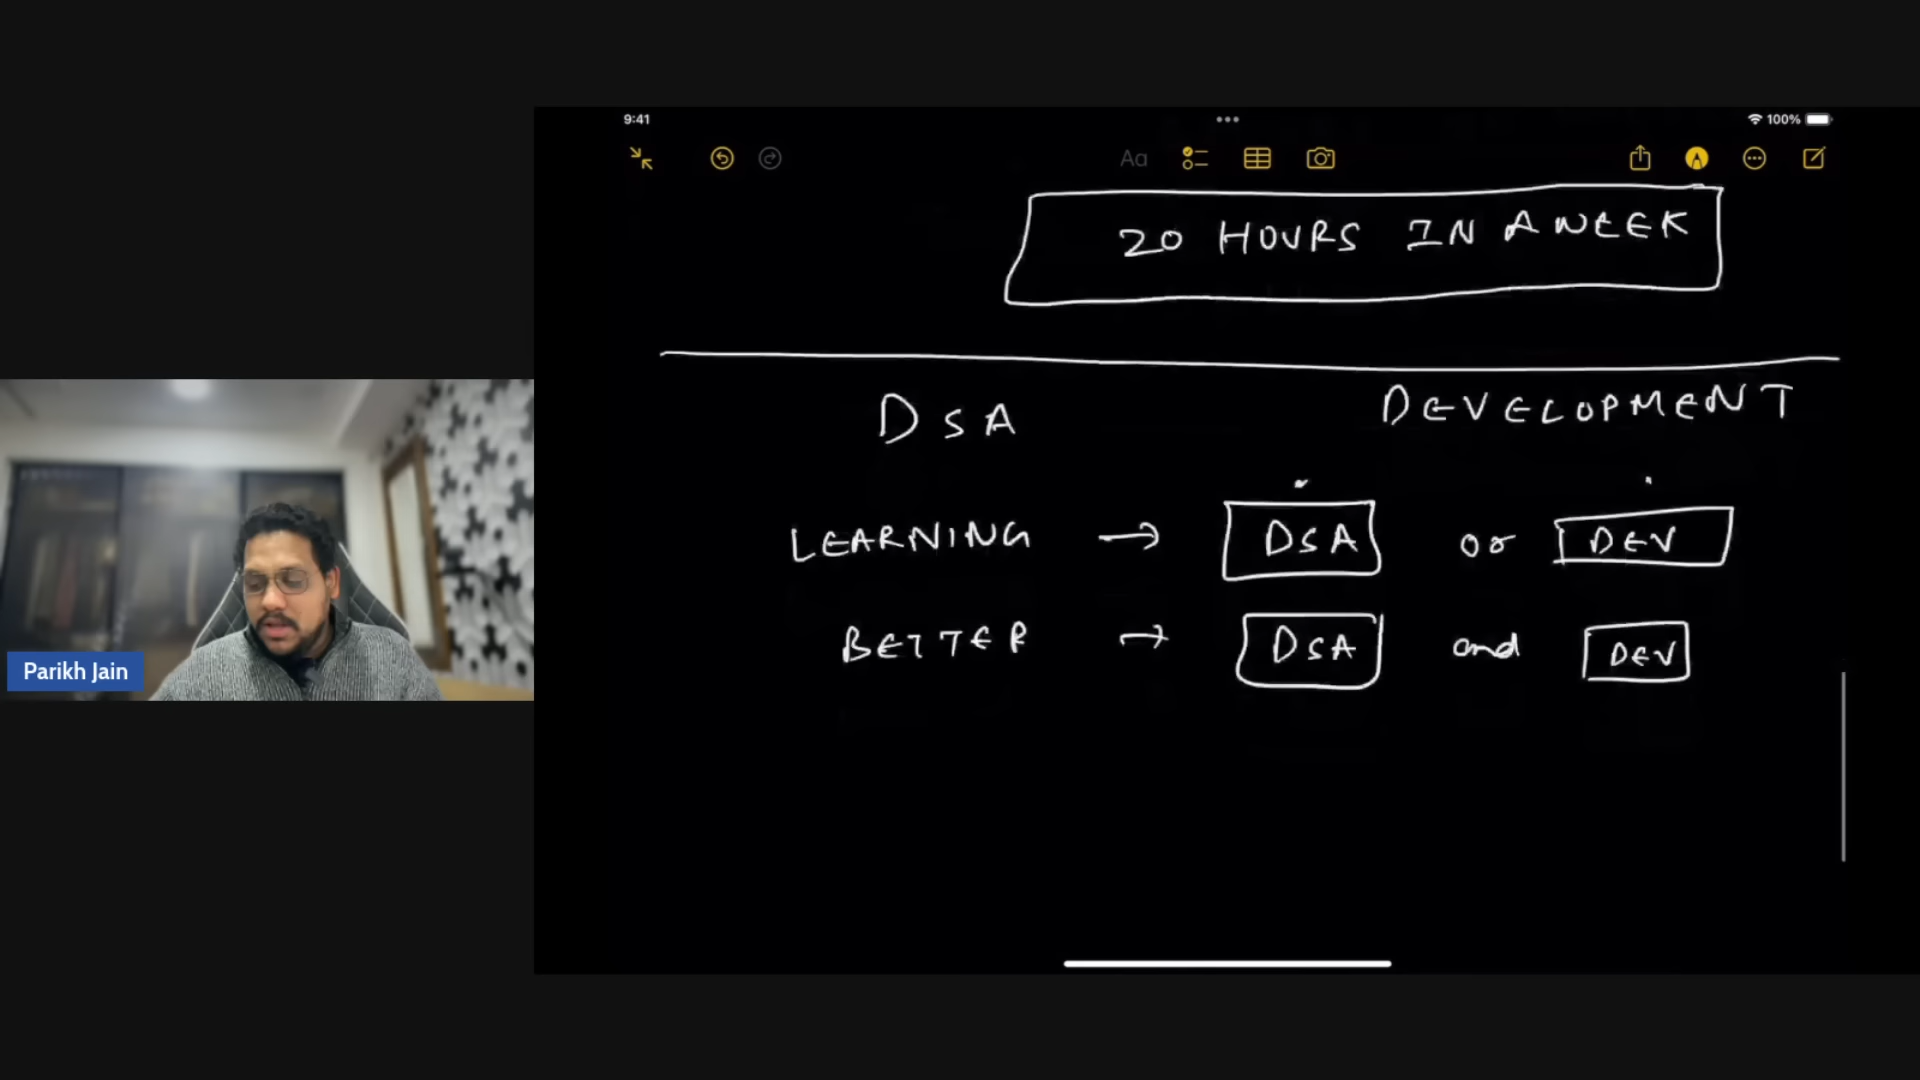 9:41
100%
Aa
20 HOURS IN A WEEK
DSA DEVELOPMENT
LEARNING → DSA or DEV
BETTER → DSA and DEV
Parikh Jain